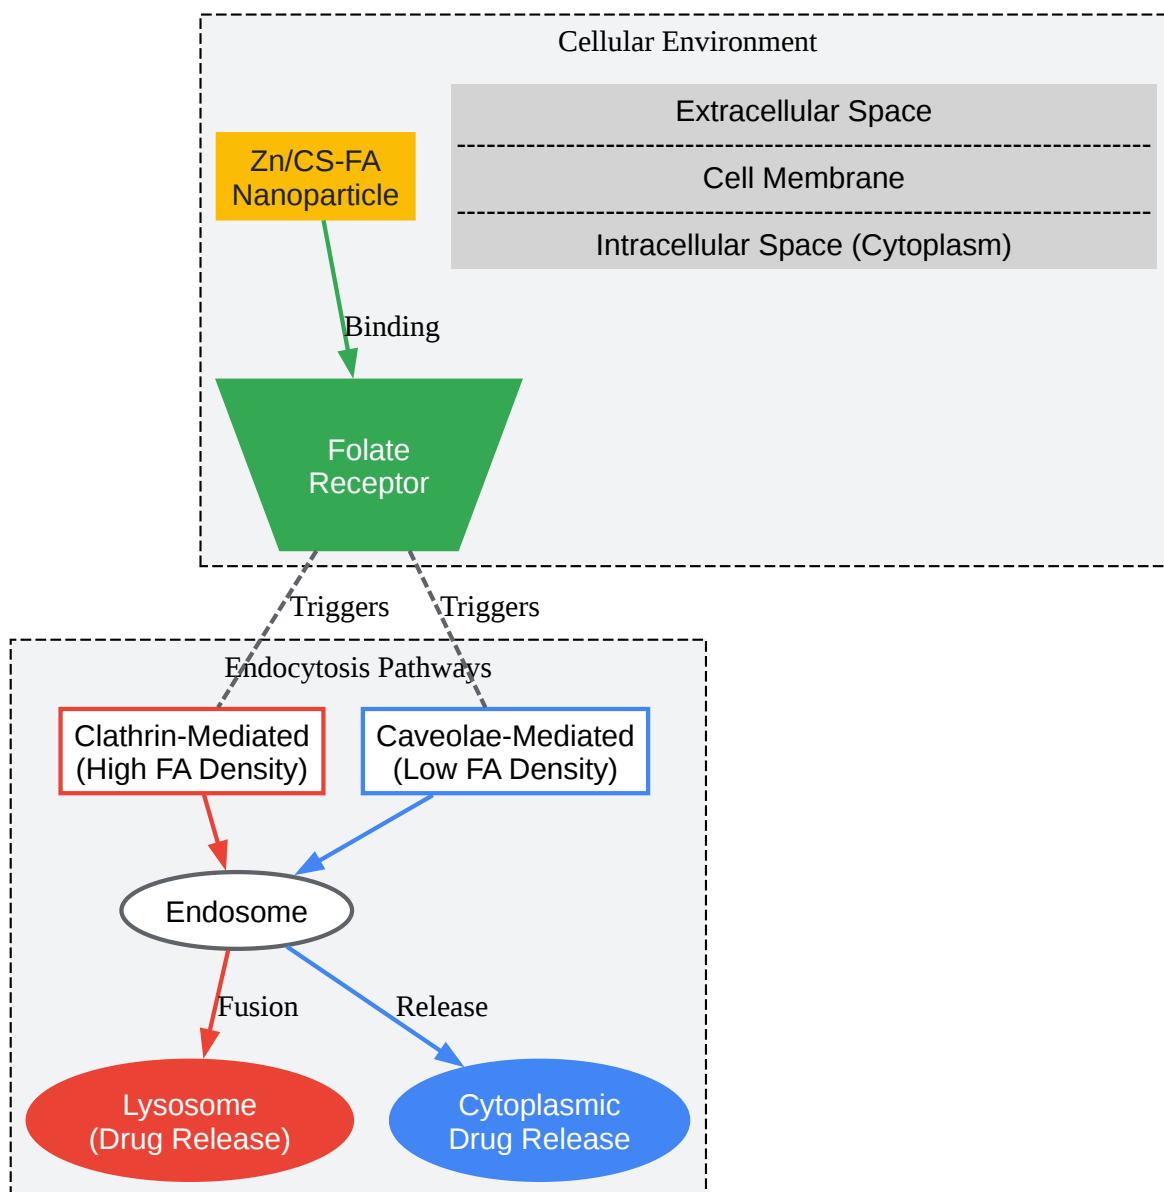 Cellular Environment
Extracellular Space
Cell Membrane
Intracellular Space (Cytoplasm)
Zn/CS-FA
Nanoparticle
Binding
Folate
Receptor
Triggers
Triggers
Endocytosis Pathways
Clathrin-Mediated
(High FA Density)
Caveolae-Mediated
(Low FA Density)
Endosome
Fusion
Release
Lysosome
(Drug Release)
Cytoplasmic
Drug Release